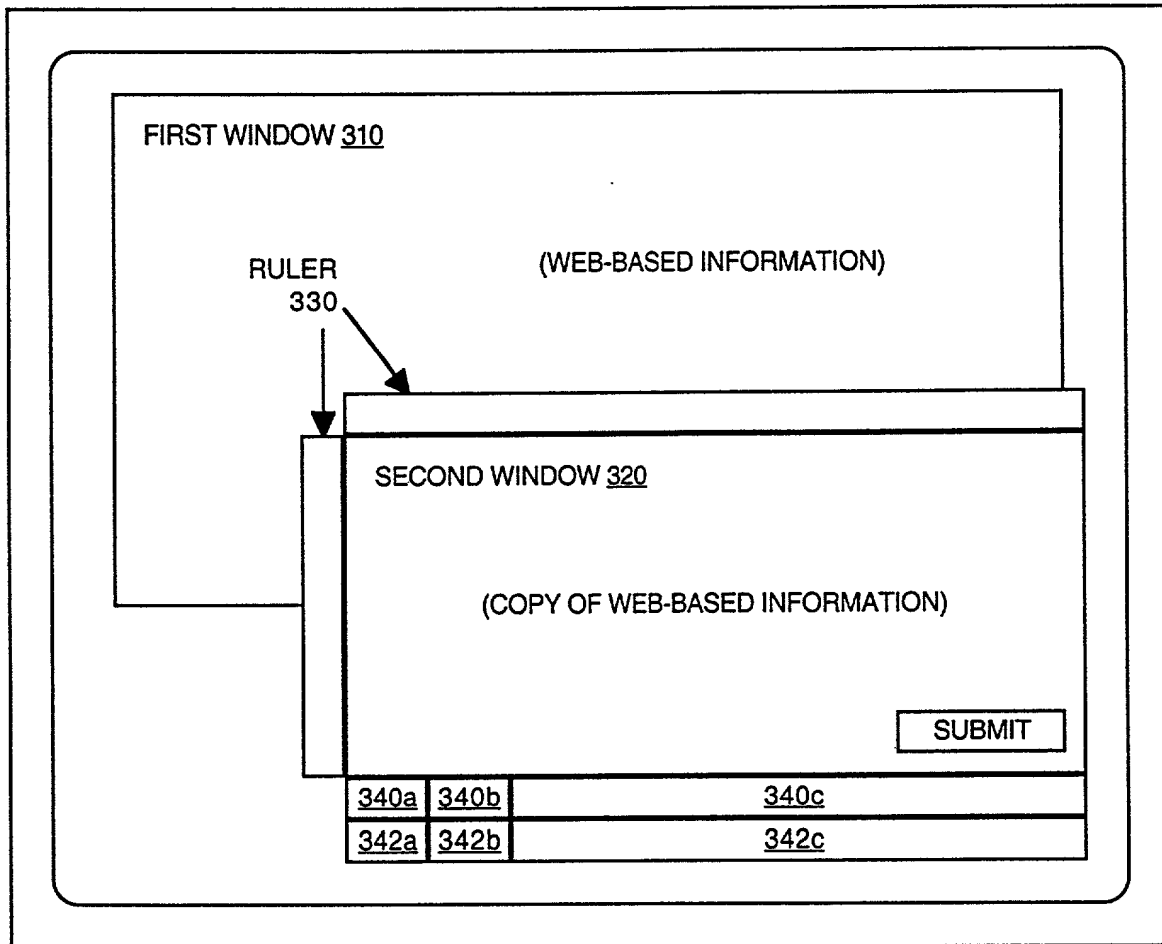 FIRST WINDOW 310
(WEB-BASED INFORMATION)
RULER
330
SECOND WINDOW 320
(COPY OF WEB-BASED INFORMATION)
SUBMIT
340a 340b 340c
342a 342b 342c